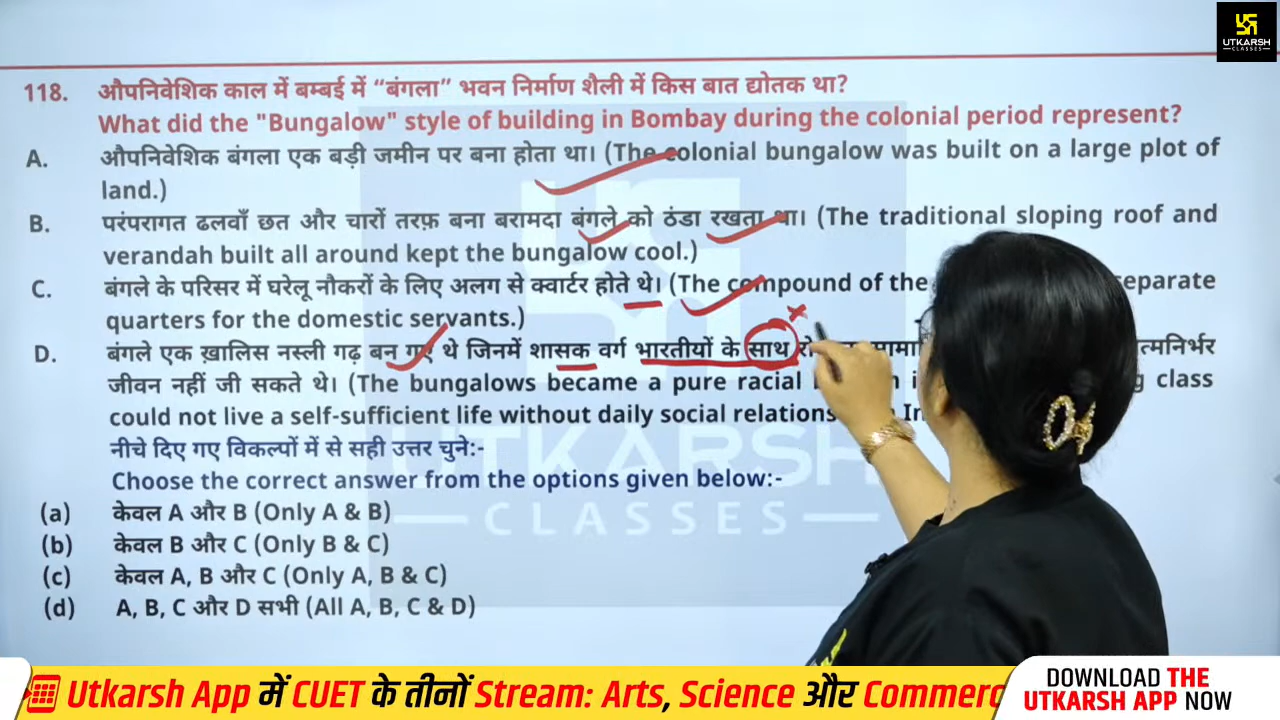 UTKARSH
CLASSES
118. औपनिवेशिक काल में बम्बई में “बंगला” भवन निर्माण शैली में किस बात द्योतक था?
What did the "Bungalow" style of building in Bombay during the colonial period represent?
A. औपनिवेशिक बंगला एक बड़ी जमीन पर बना होता था। (The colonial bungalow was built on a large plot of
land.)
B. परंपरागत ढलवाँ छत और चारों तरफ़ बना बरामदा बंगले को ठंडा रखता था। (The traditional sloping roof and
verandah built all around kept the bungalow cool.)
C. बंगले के परिसर में घरेलू नौकरों के लिए अलग से क्वार्टर होते थे। (The compound of the
quarters for the domestic servants.)
D. बंगले एक ख़ालिस नस्ली गढ़ बन गए थे जिनमें शासक वर्ग भारतीयों के साथ
जीवन नहीं जी सकते थे। (The bungalows became a pure racial class
could not live a self-sufficient life without daily social relations
नीचे दिए गए विकल्पों में से सही उत्तर चुने:-
Choose the correct answer from the options given below:-
(a) केवल A और B (Only A & B)
(b) केवल B और C (Only B & C)
(c) केवल A, B और C (Only A, B & C)
(d) A, B, C और D सभी (All A, B, C & D)
UTKARSH
CLASSES
Utkarsh App में CUET के तीनों Stream: Arts, Science और
DOWNLOAD THE
UTKARSH APP NOW